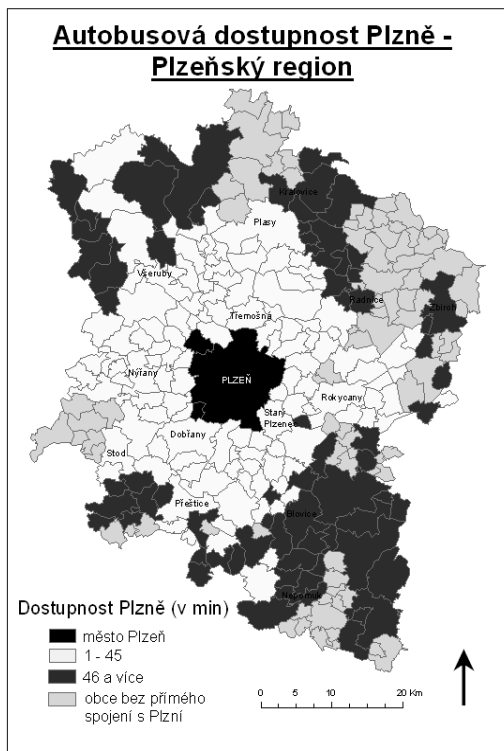 Autobusová dostupnost Plzně -
Plzeňský region
Kralovice
Plasy
Všeruby
Radnice
Zbiroh
Třemošná
Nýřany
PLZEŇ
Rokycany
Starý
Plzenec
Dobřany
Stod
Přeštice
Blovice
Nepomuk
Dostupnost Plzně (v min)
město Plzeň
1 - 45
46 a více
obce bez přímého
spojení s Plzní
0 5 10 20 Km